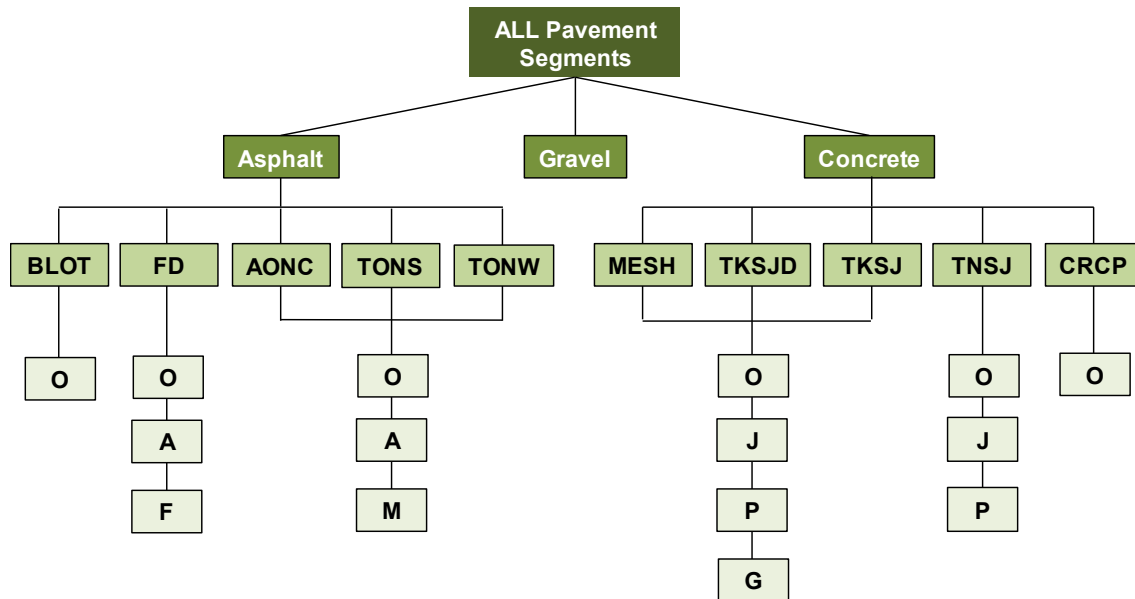 ALL Pavement
Segments
Asphalt
Gravel
Concrete
BLOT
FD
AONC
TONS
TONW
MESH
TKSJD
TKSJ
TNSJ
CRCP
O
O
O
O
O
O
A
A
J
J
F
M
P
P
G